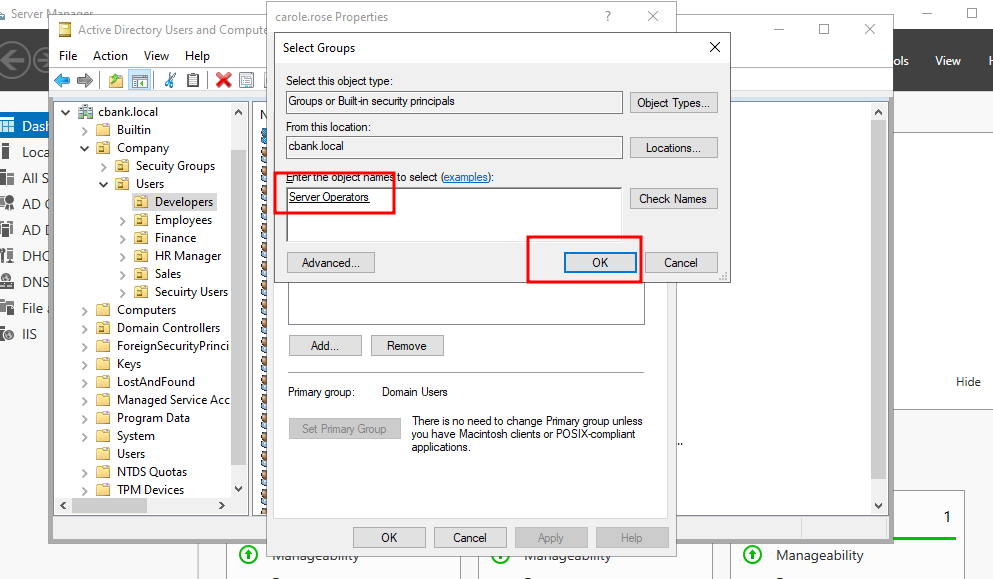 Server Manager
carole.rose Properties
?
Active Directory Users and Compute
File Action View Help
Select Groups
Select this object type:
Groups or Built-in security principals
Object Types...
From this location:
cbank.local
Locations...
Enter the object names to select (examples):
Server Operators
Check Names
Advanced...
OK
Cancel
cbank.local
Builtin
Company
Secuity Groups
Users
Developers
Employees
Finance
HR Manager
Sales
Secuirty Users
Computers
Domain Controllers
ForeignSecurityPrinci
Keys
LostAndFound
Managed Service Acc
Program Data
System
Users
NTDS Quotas
TPM Devices
Add...
Remove
Primary group: Domain Users
Set Primary Group
There is no need to change Primary group unless
you have Macintosh clients or POSIX-compliant
applications.
OK
Cancel
Apply
Help
Dash
Loca
All S
AD C
AD D
DHC
DNS
File a
IIS
ols
View
H
Hide
1
Manageability
Manageability
Manageability